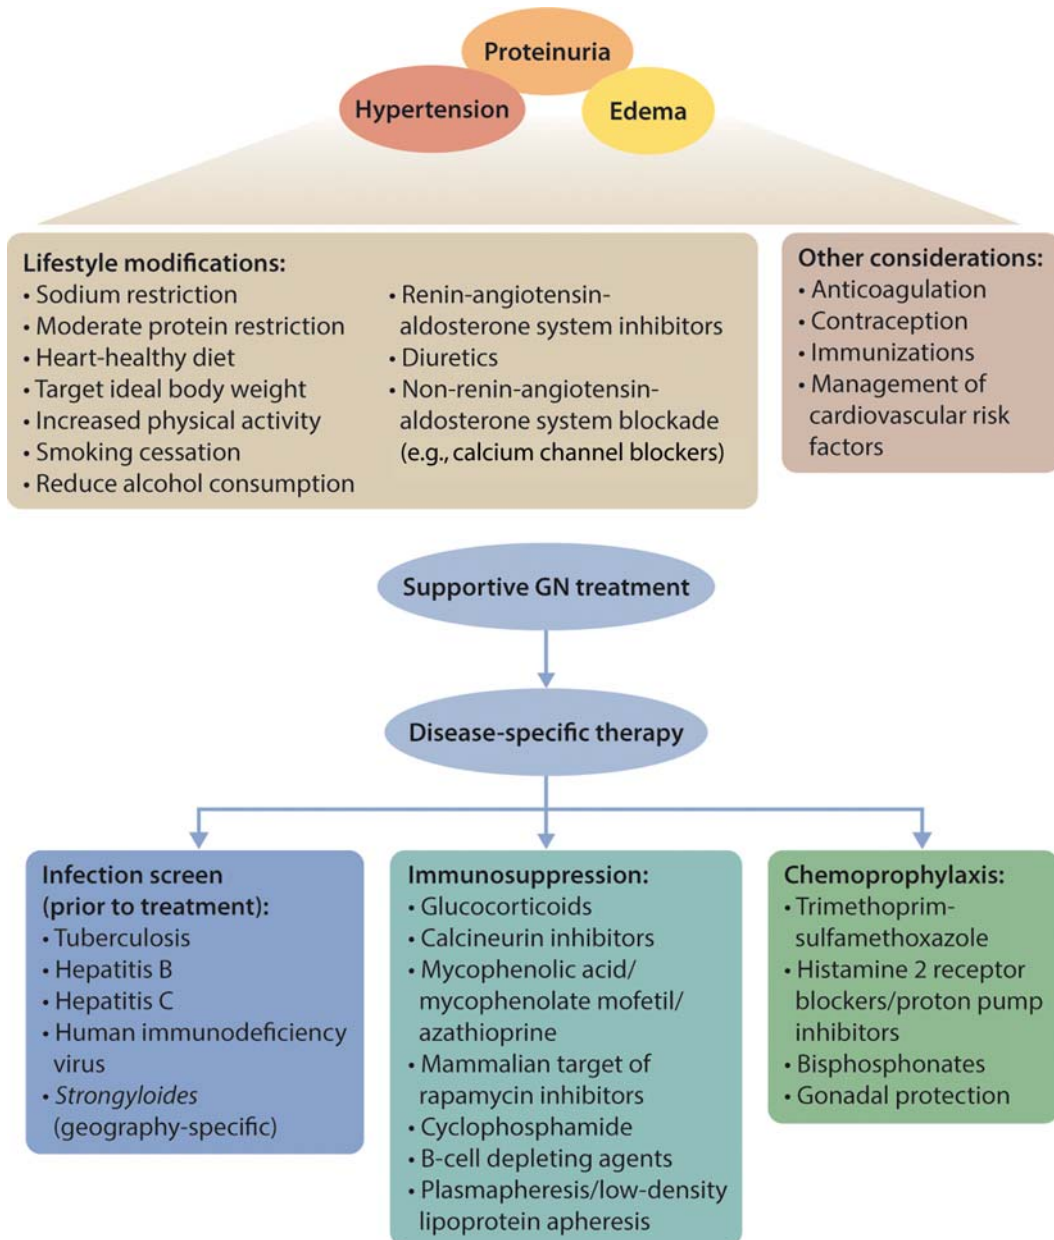 Proteinuria
Hypertension
Edema
Lifestyle modifications:
• Sodium restriction
• Moderate protein restriction
• Heart-healthy diet
• Target ideal body weight
• Increased physical activity
• Smoking cessation
• Reduce alcohol consumption
• Renin-angiotensin-
aldosterone system inhibitors
• Diuretics
• Non-renin-angiotensin-
aldosterone system blockade
(e.g., calcium channel blockers)
Other considerations:
• Anticoagulation
• Contraception
• Immunizations
• Management of
cardiovascular risk
factors
Supportive GN treatment
Disease-specific therapy
Infection screen
(prior to treatment):
• Tuberculosis
• Hepatitis B
• Hepatitis C
• Human immunodeficiency
virus
• Strongyloides
(geography-specific)
Immunosuppression:
• Glucocorticoids
• Calcineurin inhibitors
• Mycophenolic acid/
mycophenolate mofetil/
azathioprine
• Mammalian target of
rapamycin inhibitors
• Cyclophosphamide
• B-cell depleting agents
• Plasmapheresis/low-density
lipoprotein apheresis
Chemoprophylaxis:
• Trimethoprim-
sulfamethoxazole
• Histamine 2 receptor
blockers/proton pump
inhibitors
• Bisphosphonates
• Gonadal protection